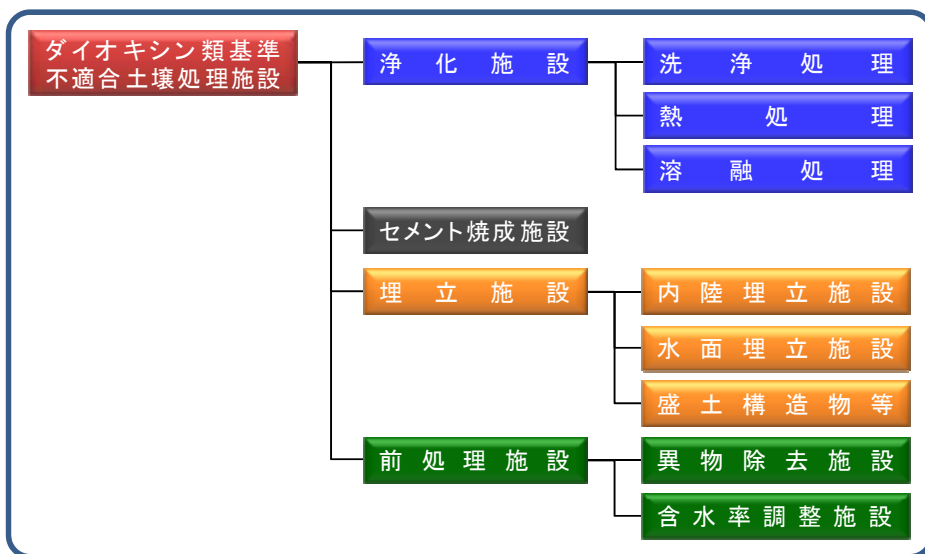 ダイオキシン類基準
不適合土壌処理施設
浄化施設
洗浄処理
熱処理
溶融処理
セメント焼成施設
埋立施設
内陸埋立施設
水面埋立施設
盛土構造物等
前処理施設
異物除去施設
含水率調整施設